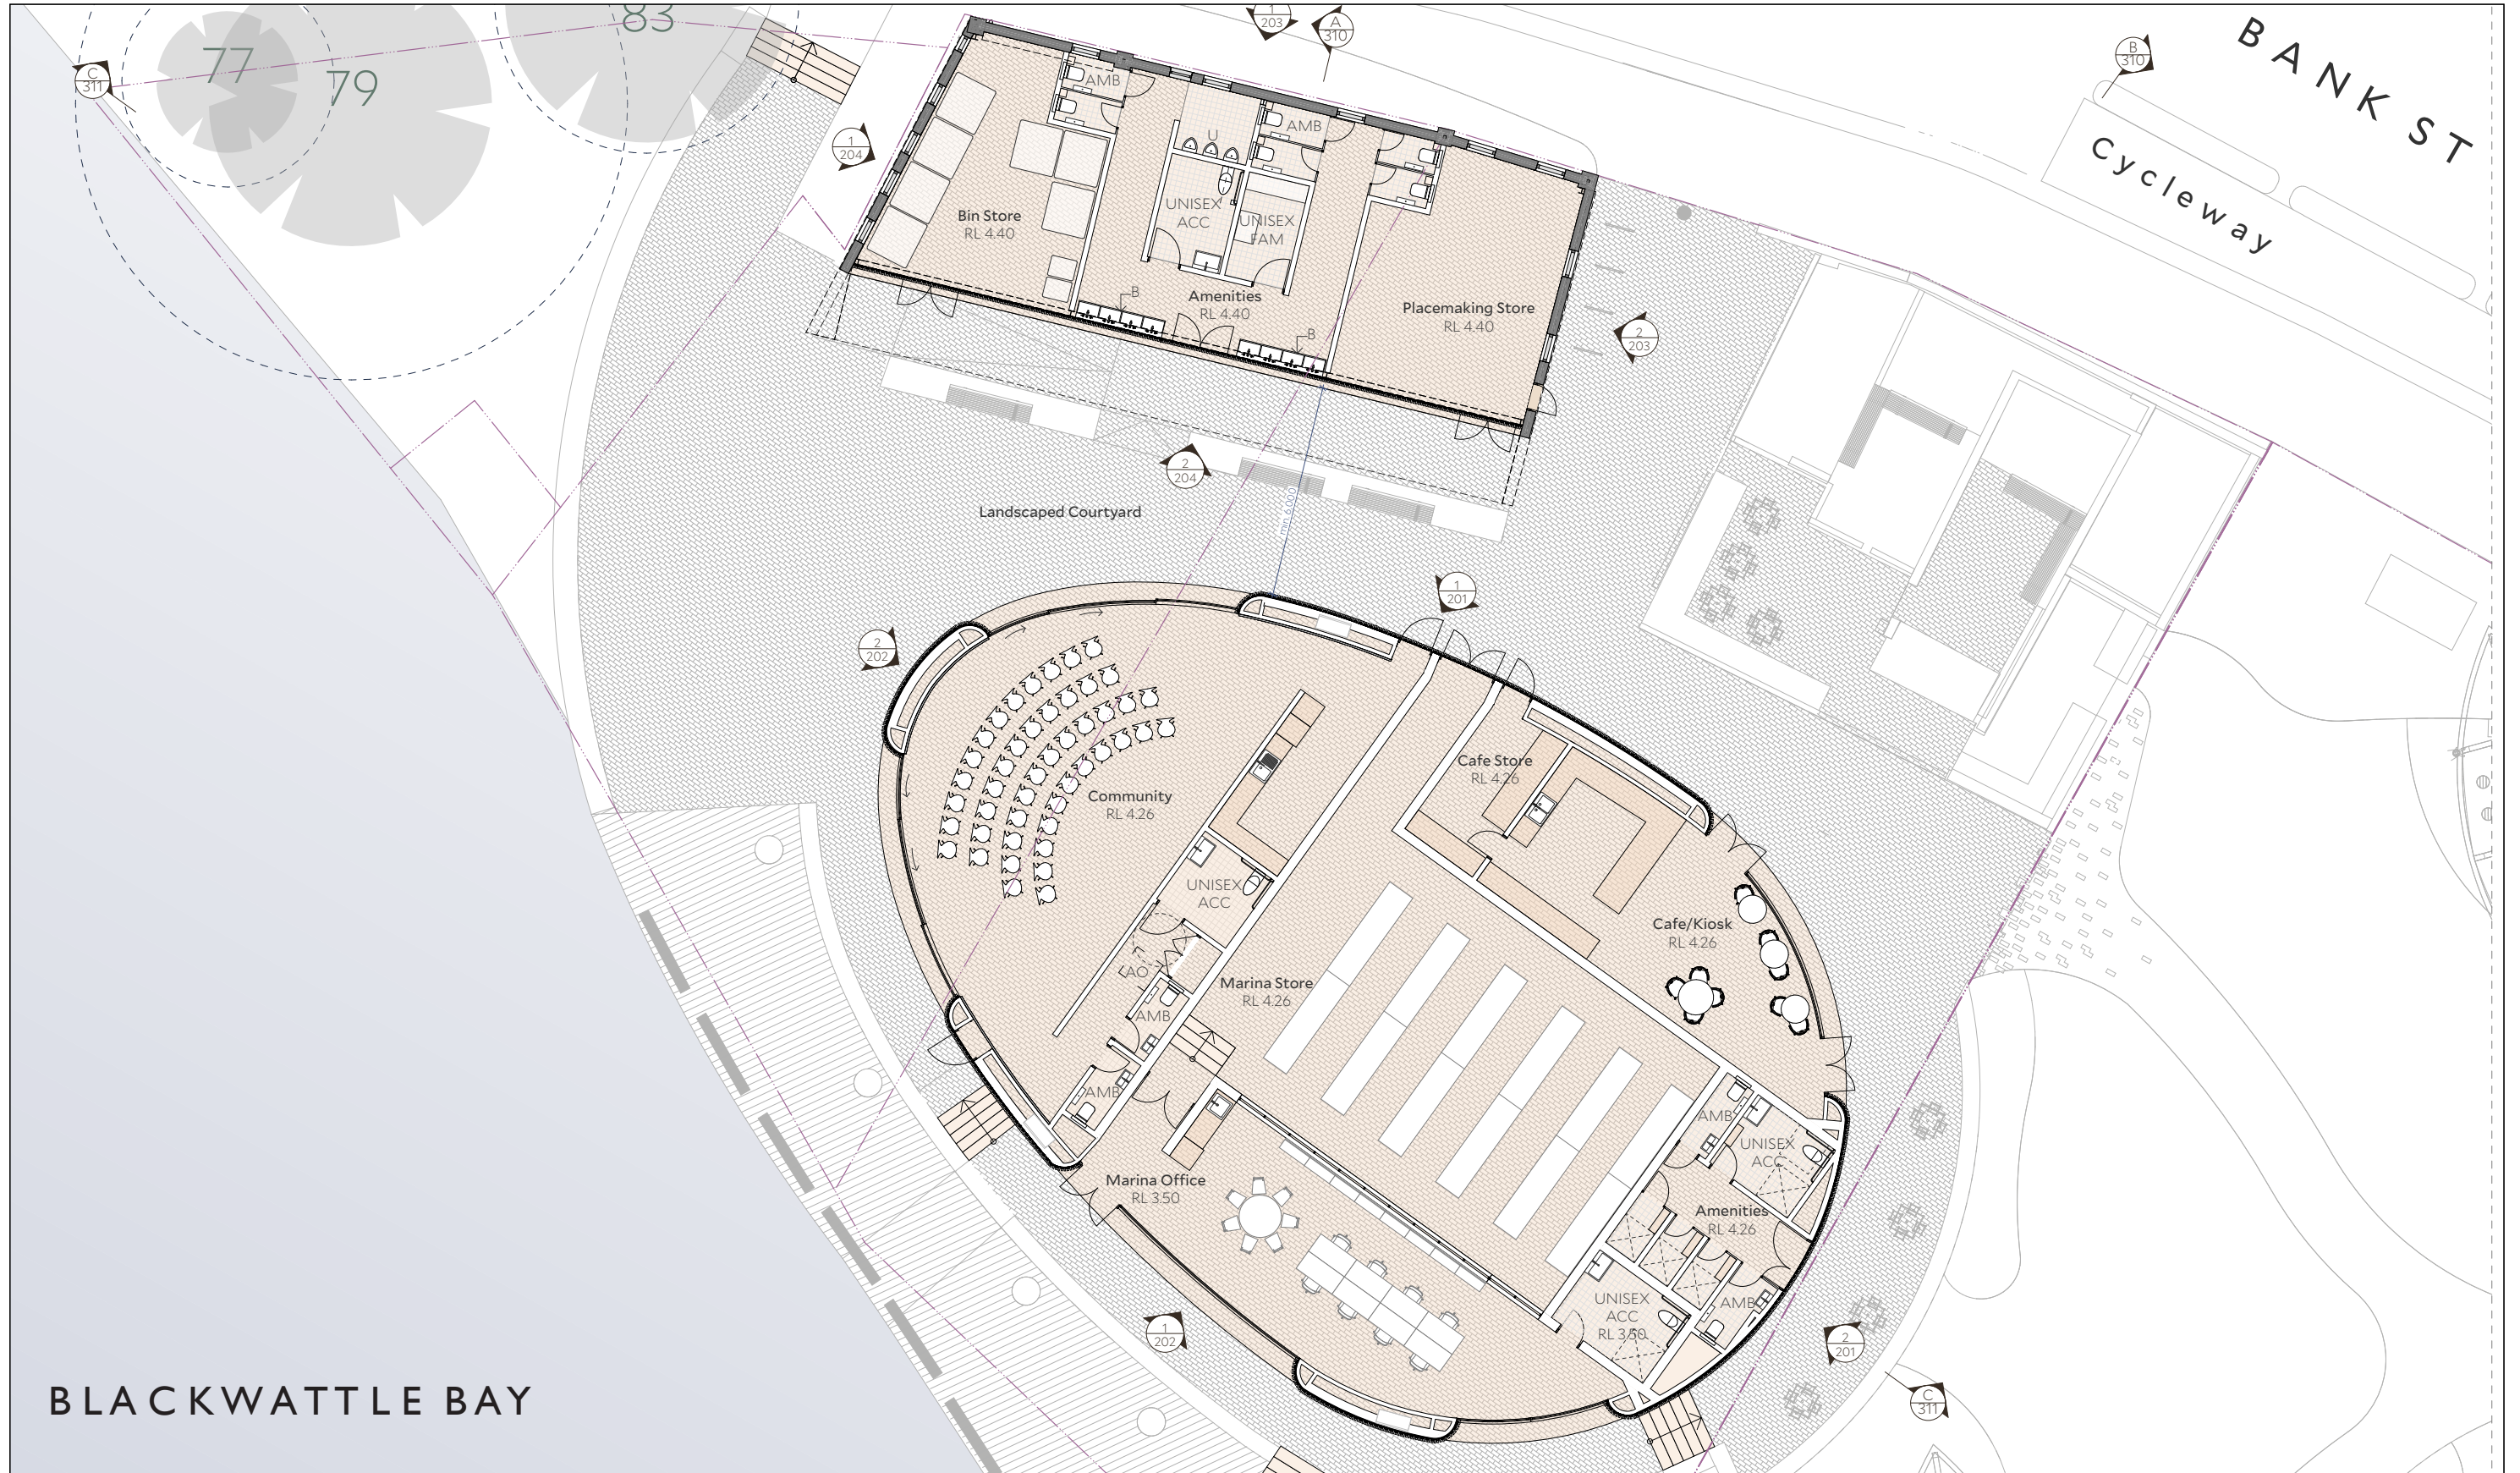 83
1
203
A
310
B
310
BANK ST
77
79
C
311
AMB
Cycleway
U
AMB
1
204
UNISEX
ACC
Bin Store
RL 4.40
UNISEX
FAM
B
Amenities
RL 4.40
Placemaking Store
RL 4.40
B
2
203
2
204
Landscaped Courtyard
min 6,000
1
201
2
202
Cafe Store
RL 4.26
Community
RL 4.26
UNISEX
ACC
Cafe/Kiosk
RL 4.26
AO
Marina Store
RL 4.26
AMB
AMB
AMB
UNISEX
ACC
Marina Office
RL 3.50
Amenities
RL 4.26
UNISEX
ACC
RL 3.50
AMB
1
202
2
201
C
311
BLACKWATTLE BAY